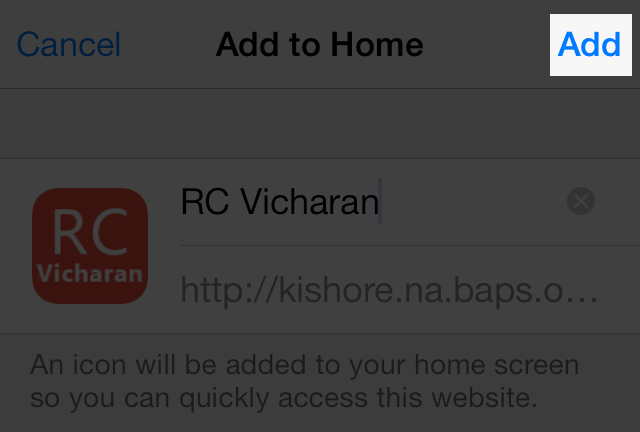 Cancel Add to Home Add
RC Vicharan
RC
Vicharan
http://kishore.na.baps.o…
An icon will be added to your home screen
so you can quickly access this website.